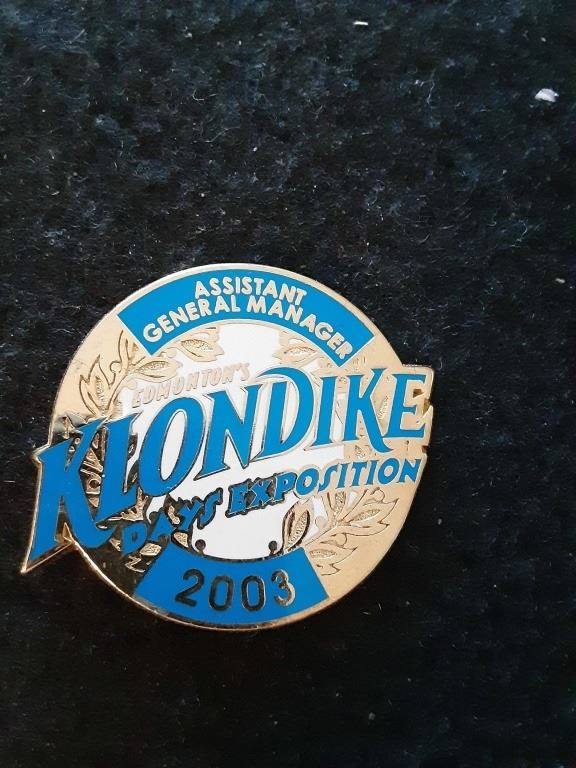 ASSISTANT
GENERAL MANAGER
EDMONTON'S
KLONDIKE
DAYS EXPOSITION
2003